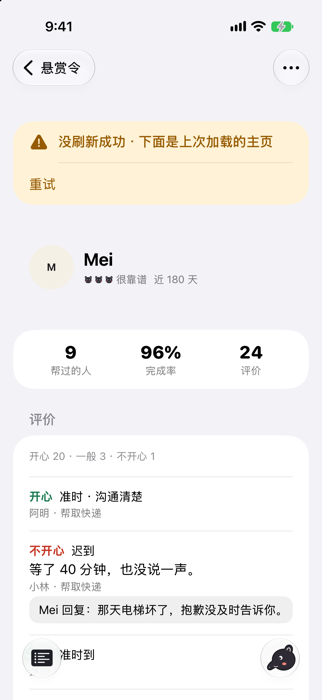 9:41
悬赏令
没刷新成功 · 下面是上次加载的主页
重试
M
Mei
很靠谱 近 180 天
9 96% 24
帮过的人 完成率 评价
评价
开心 20 · 一般 3 · 不开心 1
开心 准时 · 沟通清楚
阿明 · 帮取快递
不开心 迟到
等了 40 分钟，也没说一声。
小林 · 帮取快递
Mei 回复：那天电梯坏了，抱歉没及时告诉你。
准时到